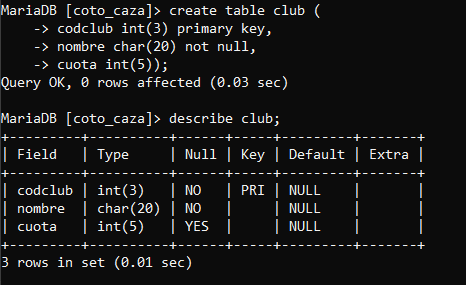 MariaDB [coto_caza]> create table club (
    -> codclub int(3) primary key,
    -> nombre char(20) not null,
    -> cuota int(5));
Query OK, 0 rows affected (0.03 sec)

MariaDB [coto_caza]> describe club;
+---------+----------+------+-----+---------+-------+
| Field   | Type     | Null | Key | Default | Extra |
+---------+----------+------+-----+---------+-------+
| codclub | int(3)   | NO   | PRI | NULL    |       |
| nombre  | char(20) | NO   |     | NULL    |       |
| cuota   | int(5)   | YES  |     | NULL    |       |
+---------+----------+------+-----+---------+-------+
3 rows in set (0.01 sec)